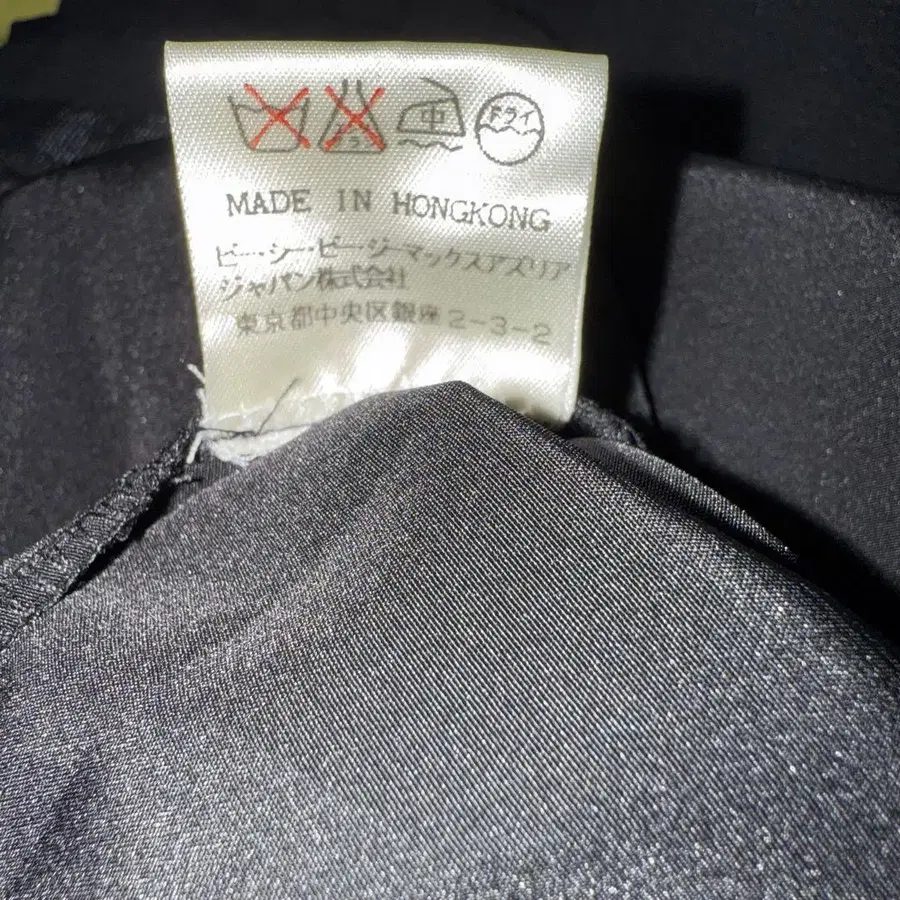 中 ドライ
MADE IN HONGKONG
ビー・シー・ビー・ジーマックスアズリア
ジャパン株式会社
東京都中央区銀座2-3-2